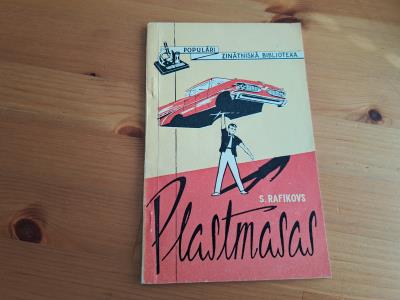 POPULĀRI
ZINĀTNISKĀ BIBLIOTEKA
S. RAFIKOVS
Plastmasas